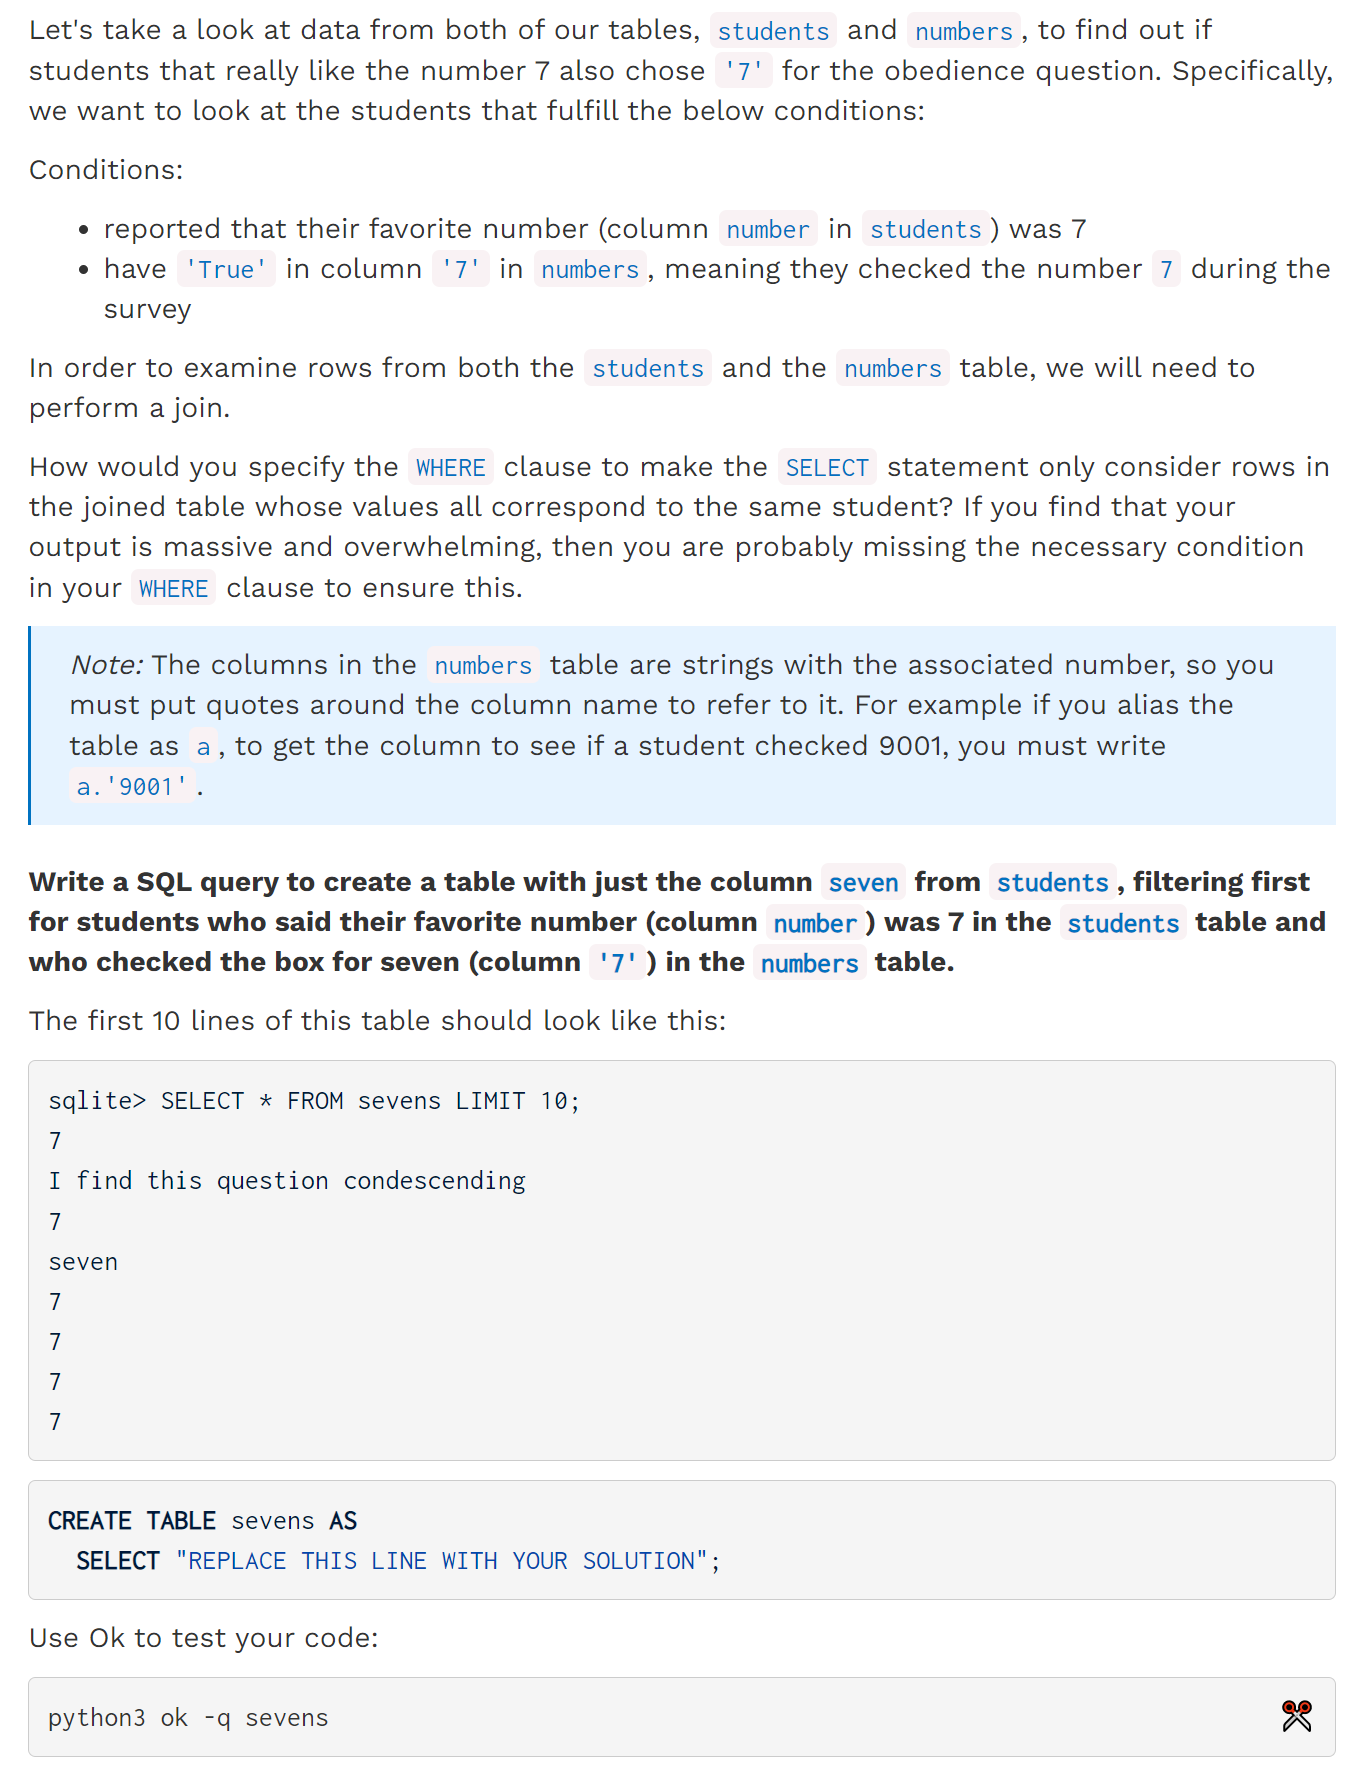 Let's take a look at data from both of our tables, students and numbers, to find out if
students that really like the number 7 also chose '7' for the obedience question. Specifically,
we want to look at the students that fulfill the below conditions:
Conditions:
• reported that their favorite number (column number in students) was 7
• have 'True' in column '7' in numbers, meaning they checked the number 7 during the
survey
In order to examine rows from both the students and the numbers table, we will need to
perform a join.
How would you specify the WHERE clause to make the SELECT statement only consider rows in
the joined table whose values all correspond to the same student? If you find that your
output is massive and overwhelming, then you are probably missing the necessary condition
in your WHERE clause to ensure this.
Note: The columns in the numbers table are strings with the associated number, so you
must put quotes around the column name to refer to it. For example if you alias the
table as a, to get the column to see if a student checked 9001, you must write
a.'9001'.
Write a SQL query to create a table with just the column seven from students, filtering first
for students who said their favorite number (column number) was 7 in the students table and
who checked the box for seven (column '7') in the numbers table.
The first 10 lines of this table should look like this:
sqlite> SELECT * FROM sevens LIMIT 10;
7
I find this question condescending
7
seven
7
7
7
7
CREATE TABLE sevens AS
SELECT "REPLACE THIS LINE WITH YOUR SOLUTION";
Use Ok to test your code:
python3 ok -q sevens